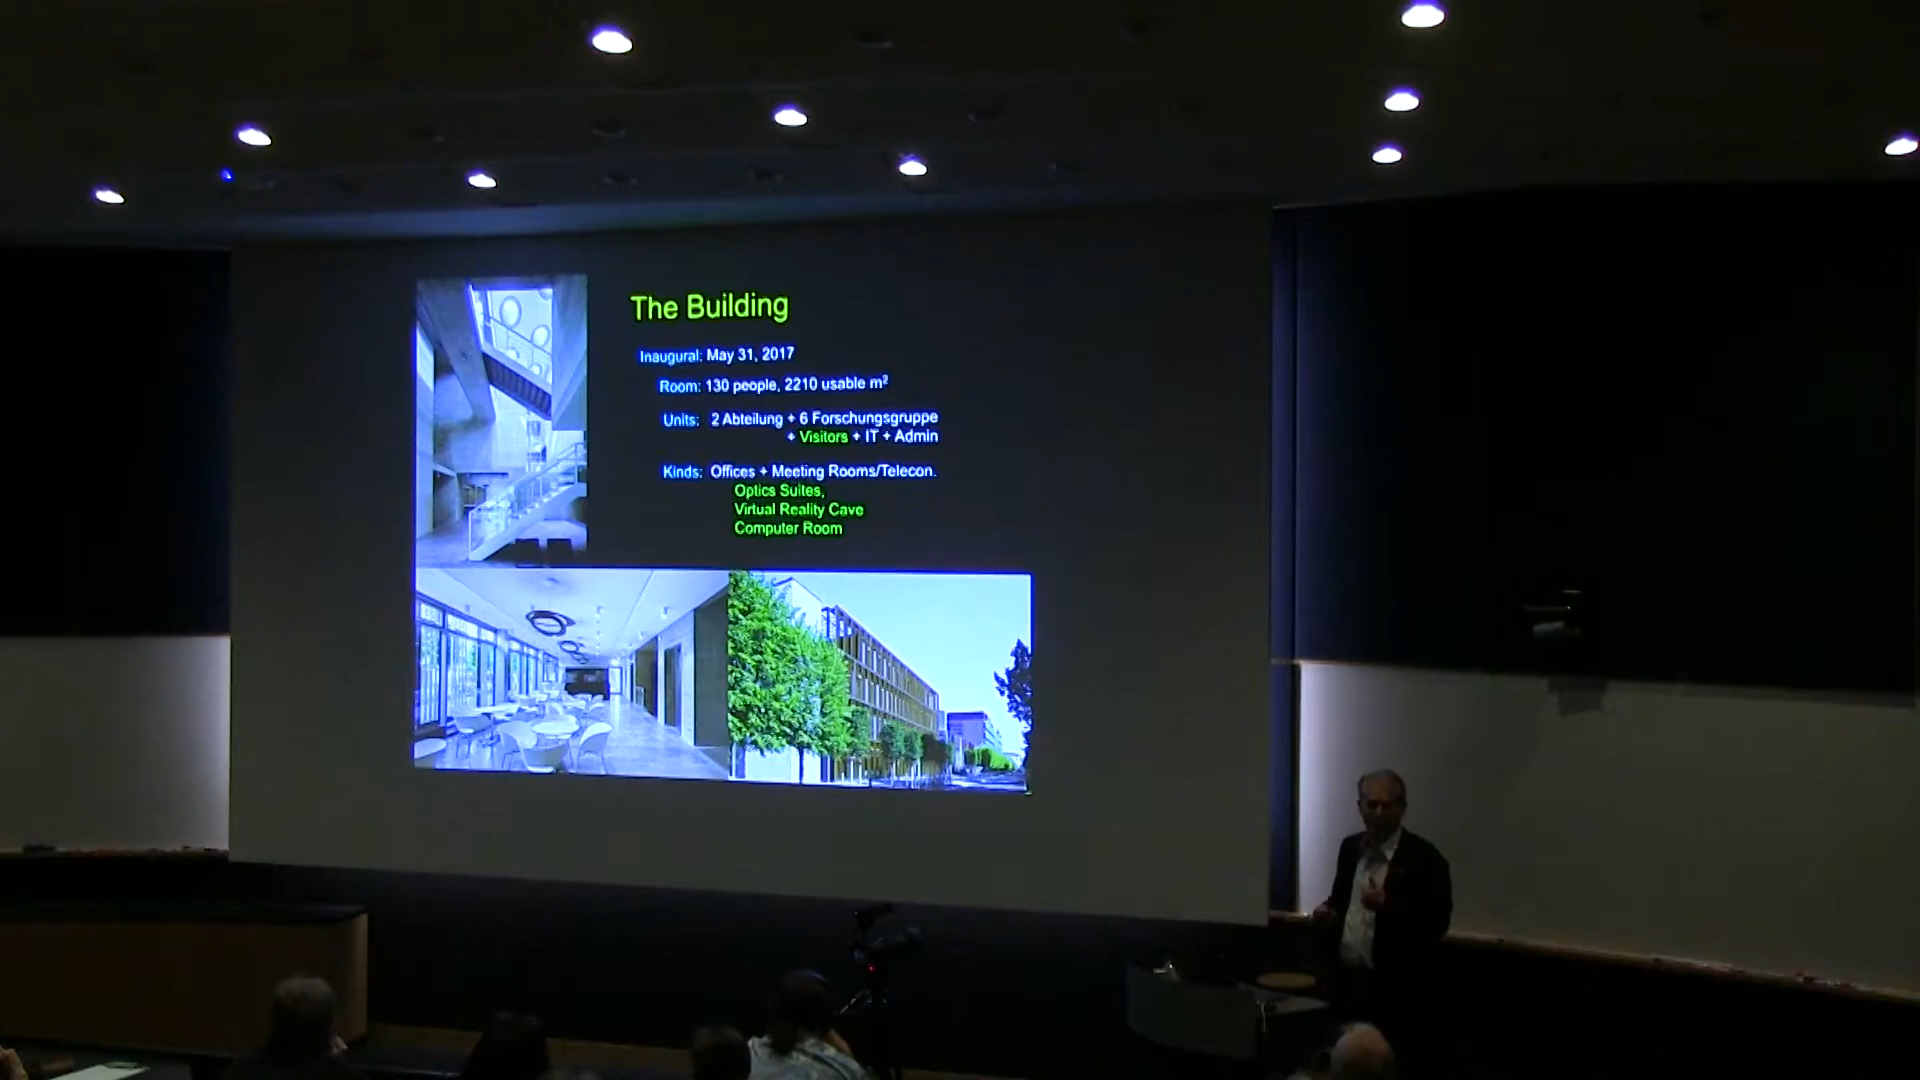 The Building
Inaugural: May 31, 2017
Room: 130 people, 2210 usable m²
Units: 2 Abteilung + 6 Forschungsgruppe
+ Visitors + IT + Admin
Kinds: Offices + Meeting Rooms/Telecon.
Optics Suites,
Virtual Reality Cave
Computer Room